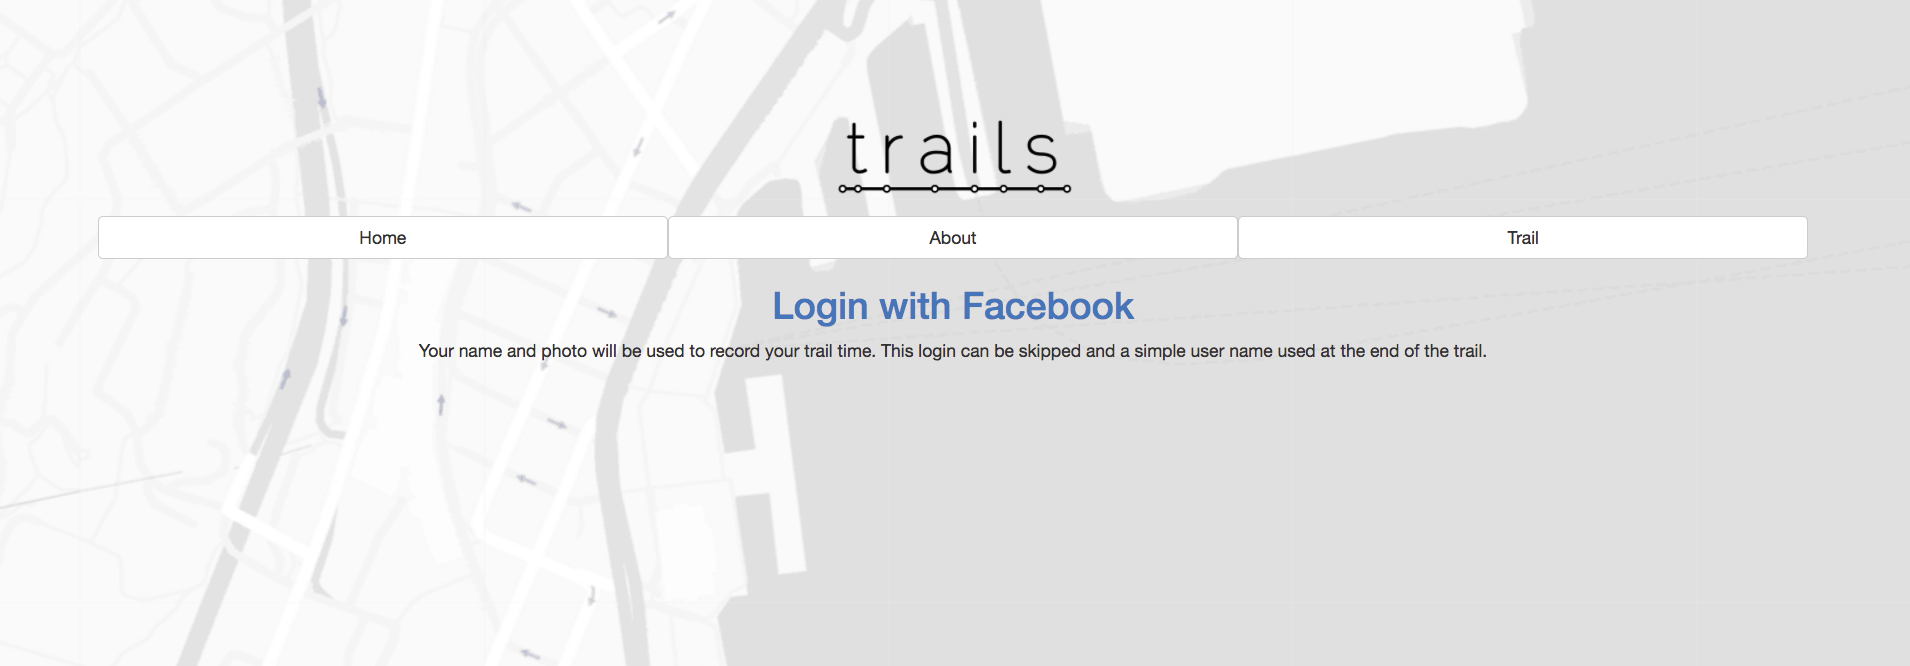 trails
Home
About
Trail
Login with Facebook
Your name and photo will be used to record your trail time. This login can be skipped and a simple user name used at the end of the trail.